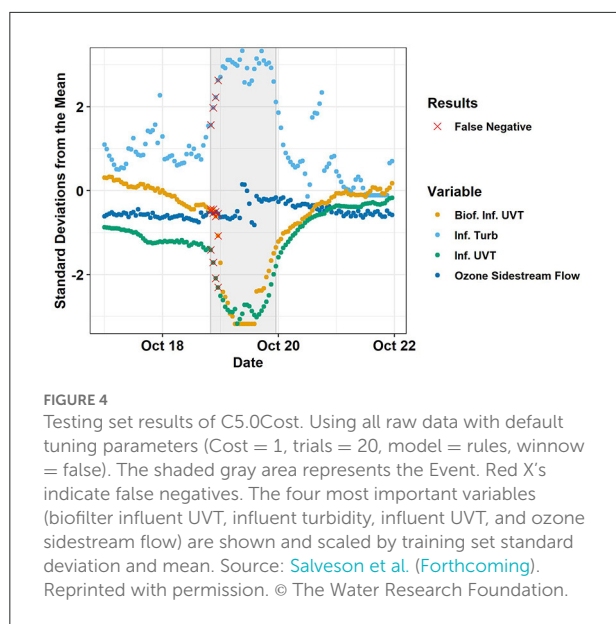 2
0
-2
Standard Deviations from the Mean
Oct 18
Oct 20
Oct 22
Date
Results
False Negative
Variable
Biof. Inf. UVT
Inf. Turb
Inf. UVT
Ozone Sidestream Flow
FIGURE 4
Testing set results of C5.0Cost. Using all raw data with default
tuning parameters (Cost = 1, trials = 20, model = rules, winnow
= false). The shaded gray area represents the Event. Red X's
indicate false negatives. The four most important variables
(biofilter influent UVT, influent turbidity, influent UVT, and ozone
sidestream flow) are shown and scaled by training set standard
deviation and mean. Source: Salveson et al. (Forthcoming).
Reprinted with permission. © The Water Research Foundation.